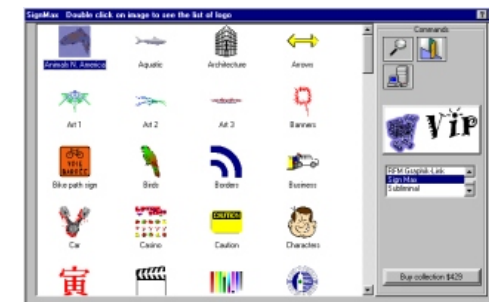 SignMax Double click on image to see the list of logo
Commands
Animals N. America
Aquatic
Architecture
Arrows
Art 1
Art 2
Art 3
Banners
ViP
RFM Graphik-Link
Sign Max
Subliminal
Bike path sign
Birds
Borders
Business
CAUTION
Car
Casino
Caution
Characters
寅
Buy collection $429